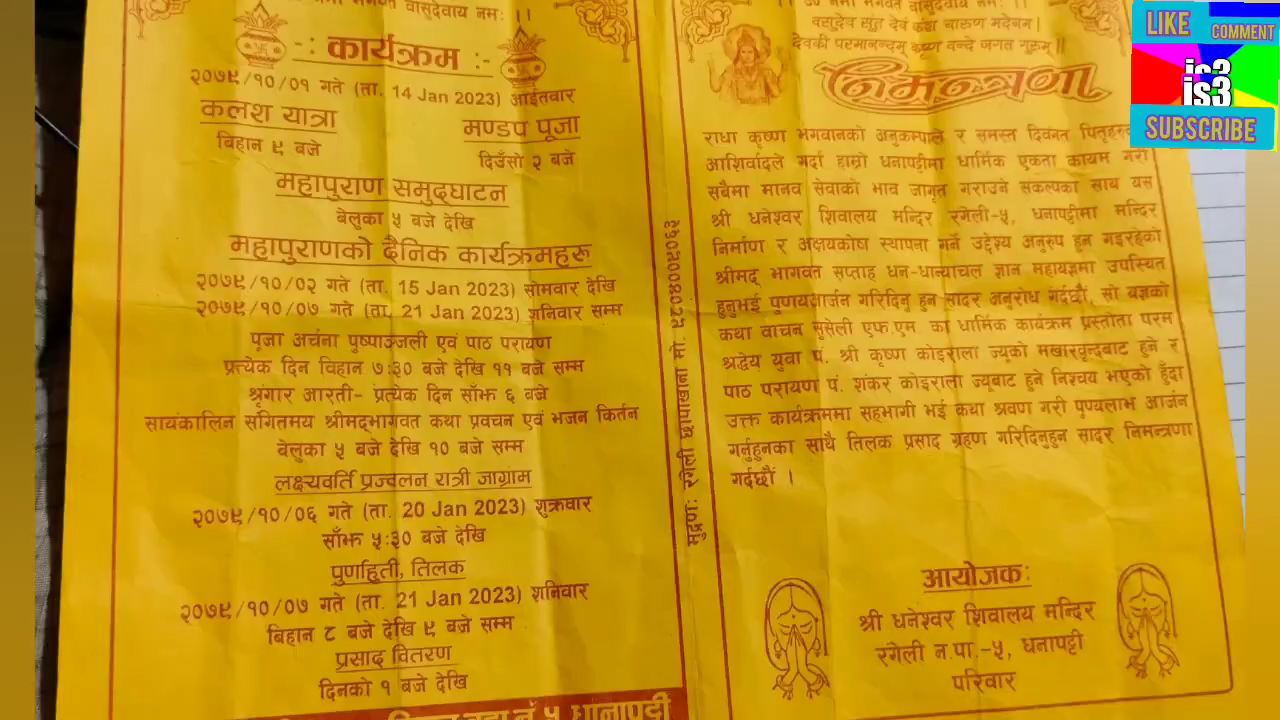 वासुदेवाय नमः ।।
-: कार्यक्रम :-
२०७९/१०/०१ गते (ता. 14 Jan 2023) आईतवार
कलश यात्रा
मण्डप पूजा
बिहान ९ बजे
दिउँसो २ बजे
महापुराण समुद्घाटन
बेलुका ५ बजे देखि
महापुराणको दैनिक कार्यक्रमहरू
२०७९/१०/०२ गते (ता. 15 Jan 2023) सोमवार देखि
२०७९/१०/०७ गते (ता. 21 Jan 2023) शनिवार सम्म
पूजा अर्चना पुष्पाञ्जली एवं पाठ परायण
प्रत्येक दिन विहान ७:३० बजे देखि ११ बजे सम्म
श्रृंगार आरती- प्रत्येक दिन साँझ ६ बजे
सायंकालिन संगितमय श्रीमद्भागवत कथा प्रवचन एवं भजन किर्तन
बेलुका ५ बजे देखि १० बजे सम्म
लक्ष्यवर्ति प्रज्वलन रात्री जाग्राम
२०७९/१०/०६ गते (ता. 20 Jan 2023) शुक्रवार
साँझ ५:३० बजे देखि
पुर्णाहुती, तिलक
२०७९/१०/०७ गते (ता. 21 Jan 2023) शनिवार
बिहान ८ बजे देखि ९ बजे सम्म
प्रसाद वितरण
दिनको १ बजे देखि
मुद्रण: रंगेली छापाखाना मो. ९८०४००९०६३
वसुदेव सुतं देवं
देवकी परमानन्दम् कृष्ण वन्दे जगत गुरूम् ॥
निमन्त्रणा
राधा कृष्ण भगवानको अनुकम्पाले र समस्त दिवंगत
आशिर्वादले गर्दा हाम्रो धनापट्टीमा धार्मिक एकता कायम गरी
सबैमा मानव सेवाको भाव जागृत गराउने संकल्पका साथ यस
श्री धनेश्वर शिवालय मन्दिर रंगेली-५, धनापट्टीमा मन्दिर
निर्माण र अक्षयकोष स्थापना गर्ने उद्देश्य अनुरुप हुन गइरहेको
श्रीमद् भागवत सप्ताह धन-धान्याचल ज्ञान महायज्ञमा उपस्थित
हुनुभई पुणयआर्जन गरिदिनु हुन सादर अनुरोध गर्दछौं, सो
कथा वाचन सुसेली एफ.एम. का धार्मिक कार्यक्रम प्रस्तोता परम
श्रद्धेय युवा पं. श्री कृष्ण कोइराला ज्यूको मखारवृन्दबाट हुने र
पाठ परायण पं. शंकर कोइराला ज्यूबाट हुने निश्चय भएको हुँदा
उक्त कार्यक्रममा सहभागी भई कथा श्रवण गरी पुण्यलाभ आर्जन
गर्नुहुनका साथै तिलक प्रसाद ग्रहण गरिदिनुहुन सादर निमन्त्रणा
गर्दछौं ।
आयोजकः
श्री धनेश्वर शिवालय मन्दिर
रंगेली न.पा.-५, धनापट्टी
परिवार
LIKE
COMMENT
is3
is3
SUBSCRIBE